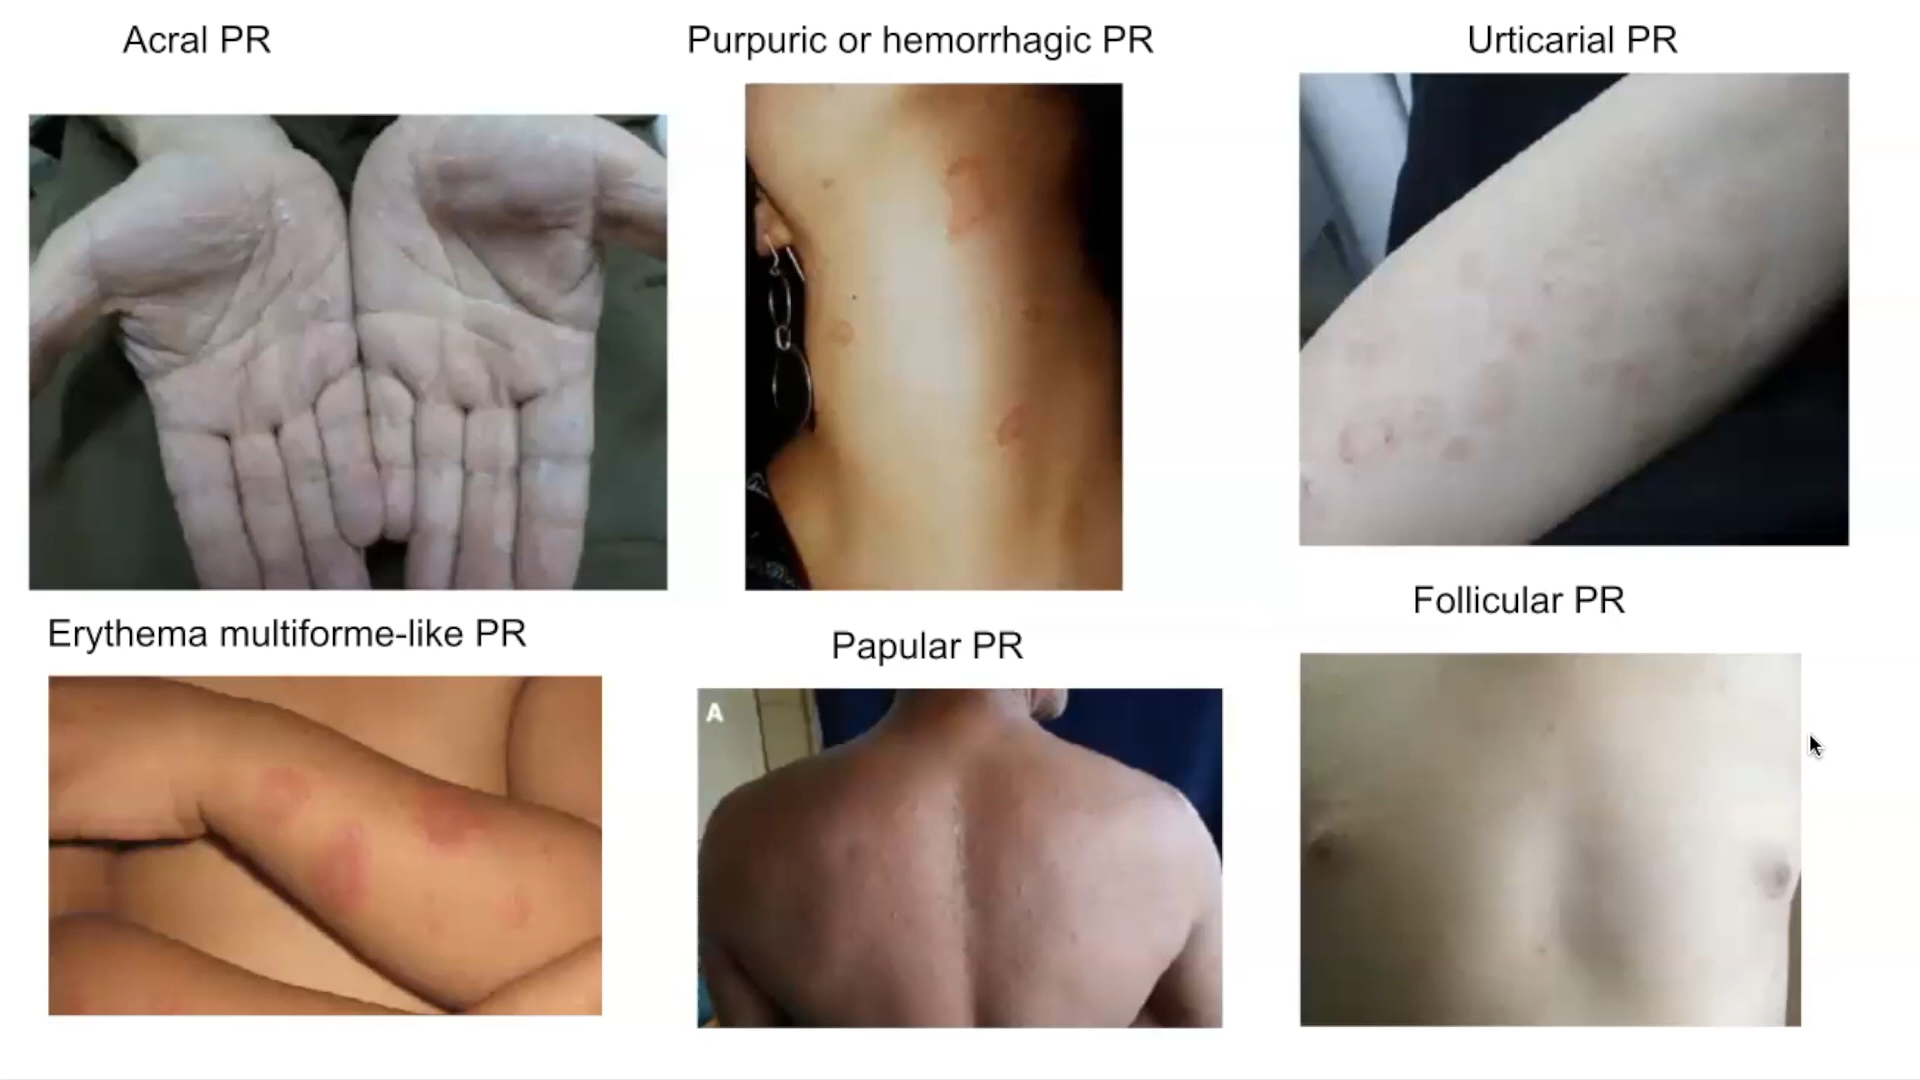 Acral PR
Purpuric or hemorrhagic PR
Urticarial PR
Erythema multiforme-like PR
Papular PR
Follicular PR
A